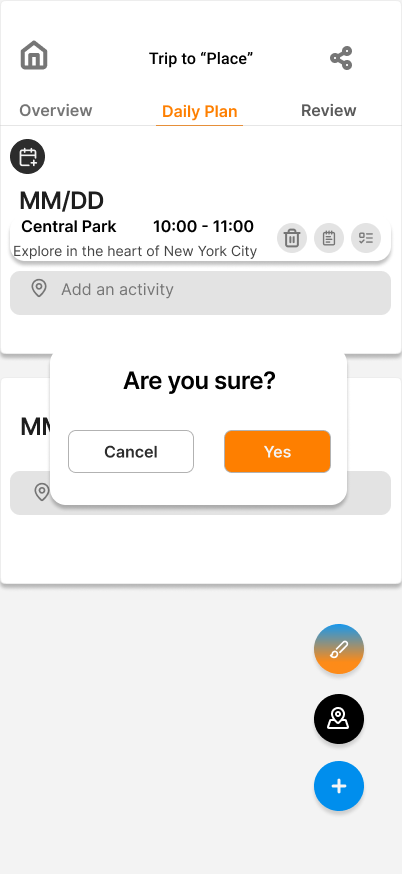 Trip to “Place”
Overview
Daily Plan
Review
MM/DD
Central Park 10:00 - 11:00
Explore in the heart of New York City
Add an activity
Are you sure?
MM
Cancel Yes